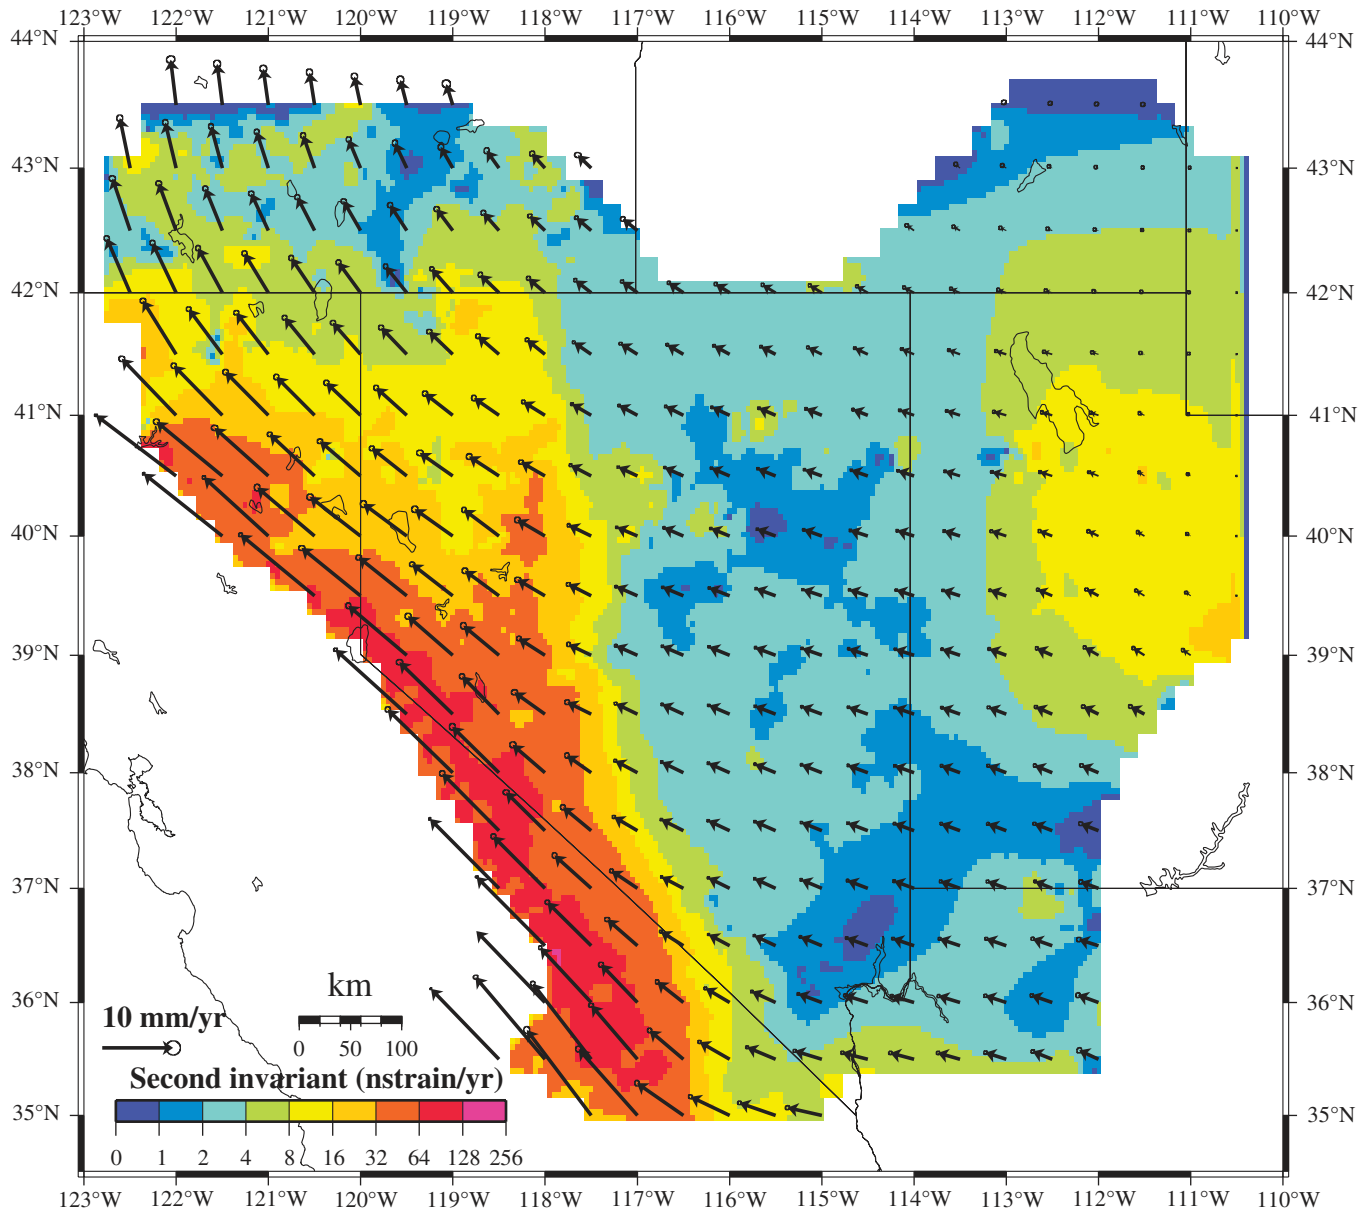 123°W 122°W 121°W 120°W 119°W 118°W 117°W 116°W 115°W 114°W 113°W 112°W 111°W 110°W
44°N 44°N
43°N 43°N
42°N 42°N
41°N 41°N
40°N 40°N
39°N 39°N
38°N 38°N
37°N 37°N
36°N 36°N
km
10 mm/yr
0 50 100
Second invariant (nstrain/yr)
35°N 35°N
0 1 2 4 8 16 32 64 128 256
123°W 122°W 121°W 120°W 119°W 118°W 117°W 116°W 115°W 114°W 113°W 112°W 111°W 110°W